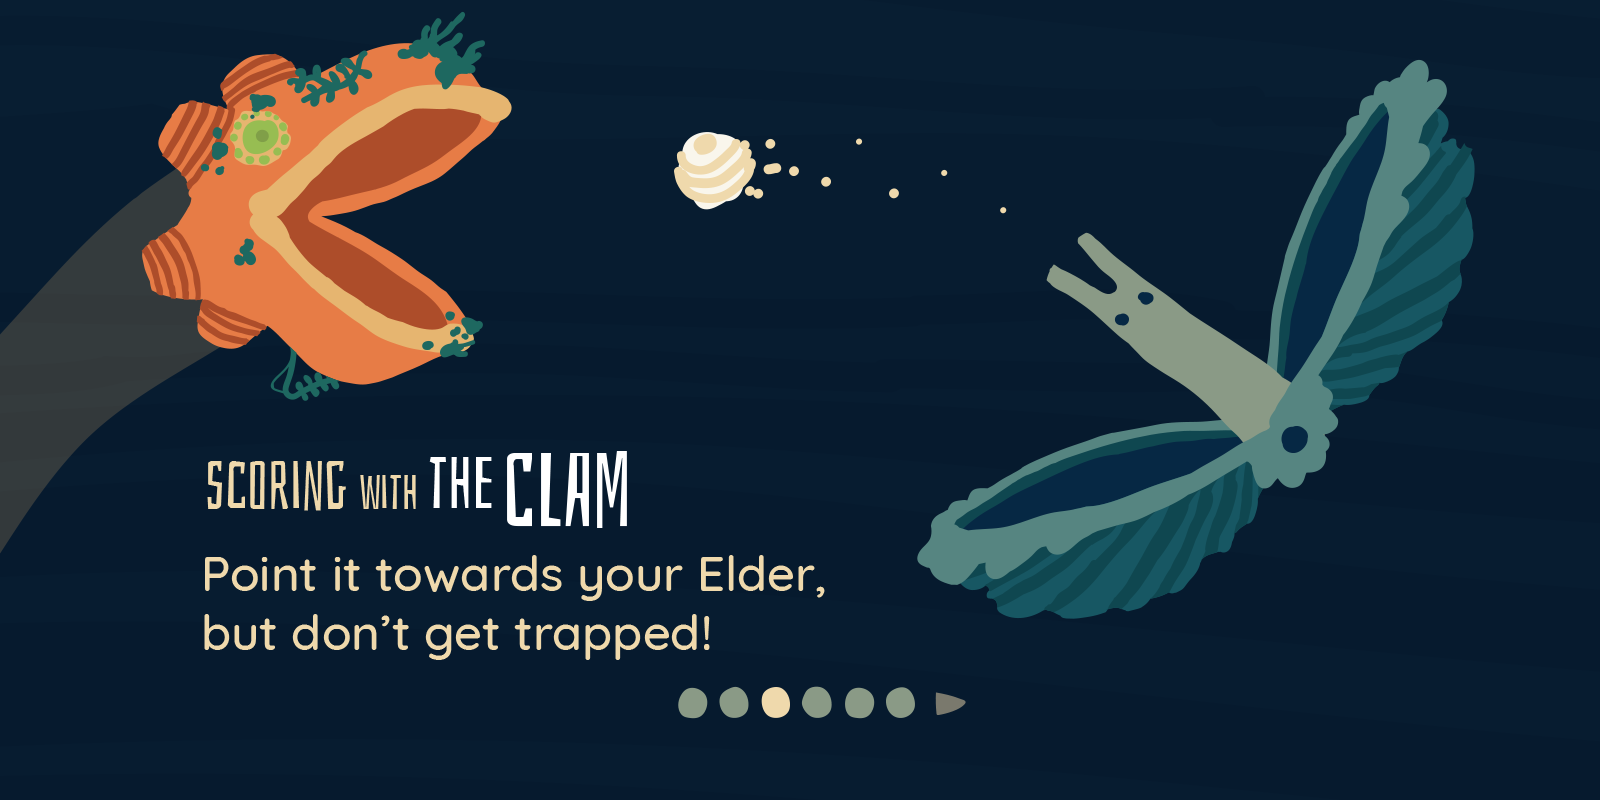 SCORING WITH THE CLAM
Point it towards your Elder,
but don’t get trapped!